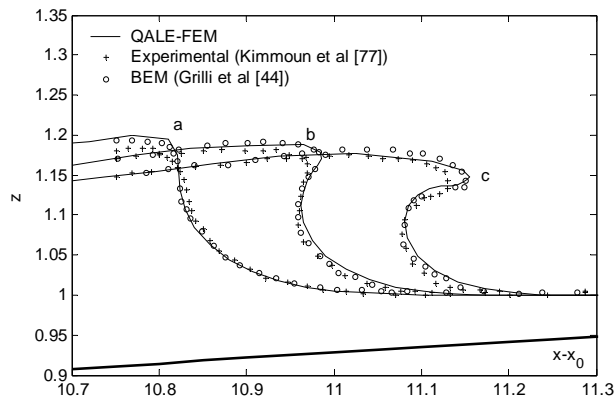 1.35
1.3
1.25
1.2
1.15
1.1
1.05
1
0.95
0.9
z
QALE-FEM
Experimental (Kimmoun et al [77])
BEM (Grilli et al [44])
a
b
c
x-x0
10.7
10.8
10.9
11
11.1
11.2
11.3